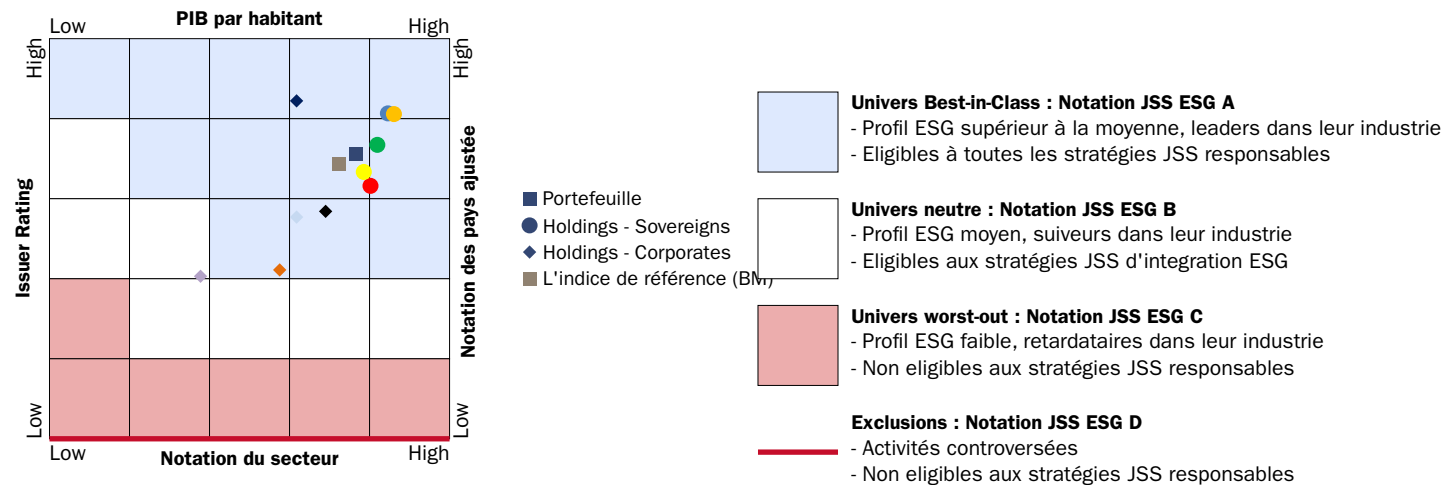 PIB par habitant
Low
High
High
High
Issuer Rating
Notation des pays ajustée
Low
Low
Low
High
Notation du secteur
Portefeuille
Holdings - Sovereigns
Holdings - Corporates
L'indice de référence (BM)
Univers Best-in-Class : Notation JSS ESG A
- Profil ESG supérieur à la moyenne, leaders dans leur industrie
- Eligibles à toutes les stratégies JSS responsables
Univers neutre : Notation JSS ESG B
- Profil ESG moyen, suiveurs dans leur industrie
- Eligibles aux stratégies JSS d'integration ESG
Univers worst-out : Notation JSS ESG C
- Profil ESG faible, retardataires dans leur industrie
- Non eligibles aux stratégies JSS responsables
Exclusions : Notation JSS ESG D
- Activités controversées
- Non eligibles aux stratégies JSS responsables